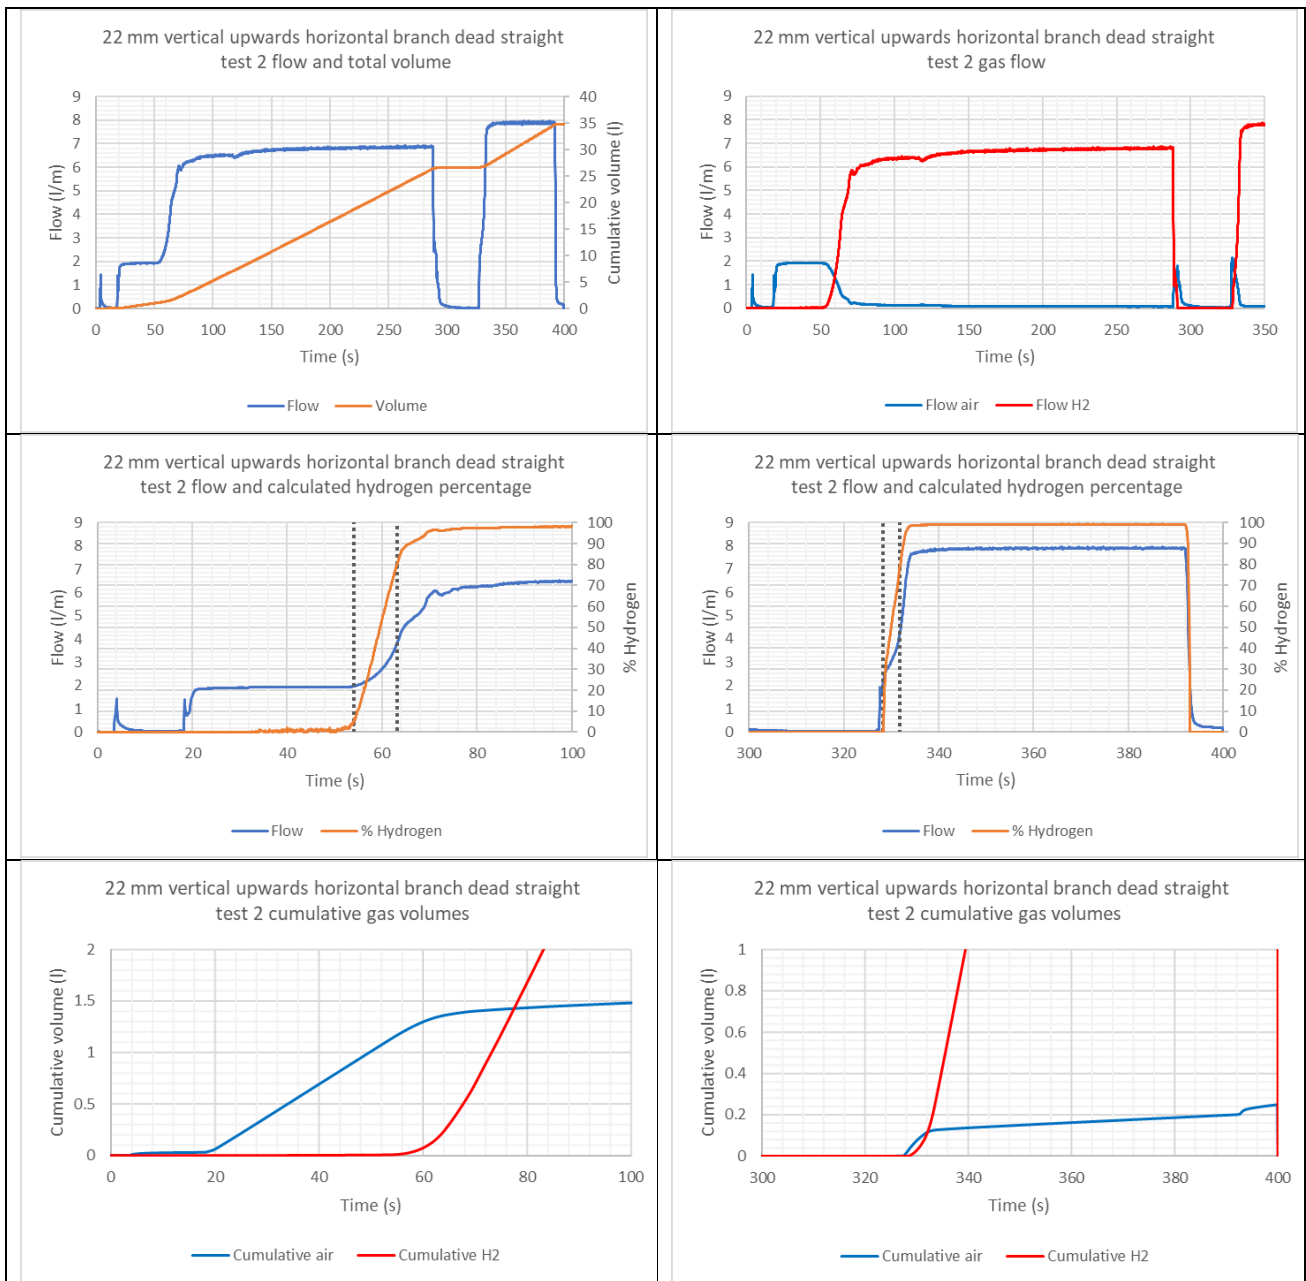 22 mm vertical upwards horizontal branch dead straight
test 2 flow and total volume
9
8
7
6
5
4
3
2
1
0
Flow (l/m)
40
35
30
25
20
15
10
5
0
Cumulative volume (l)
0 50 100 150 200 250 300 350 400
Time (s)
Flow Volume
22 mm vertical upwards horizontal branch dead straight
test 2 gas flow
9
8
7
6
5
4
3
2
1
0
Flow (l/m)
0 50 100 150 200 250 300 350
Time (s)
Flow air Flow H2
22 mm vertical upwards horizontal branch dead straight
test 2 flow and calculated hydrogen percentage
9
8
7
6
5
4
3
2
1
0
Flow (l/m)
100
90
80
70
60
50
40
30
20
10
0
% Hydrogen
0 20 40 60 80 100
Time (s)
Flow % Hydrogen
22 mm vertical upwards horizontal branch dead straight
test 2 flow and calculated hydrogen percentage
9
8
7
6
5
4
3
2
1
0
Flow (l/m)
100
90
80
70
60
50
40
30
20
10
0
% Hydrogen
300 320 340 360 380 400
Time (s)
Flow % Hydrogen
22 mm vertical upwards horizontal branch dead straight
test 2 cumulative gas volumes
2
1.5
1
0.5
0
Cumulative volume (l)
0 20 40 60 80 100
Time (s)
Cumulative air Cumulative H2
22 mm vertical upwards horizontal branch dead straight
test 2 cumulative gas volumes
1
0.8
0.6
0.4
0.2
0
Cumulative volume (l)
300 320 340 360 380 400
Time (s)
Cumulative air Cumulative H2